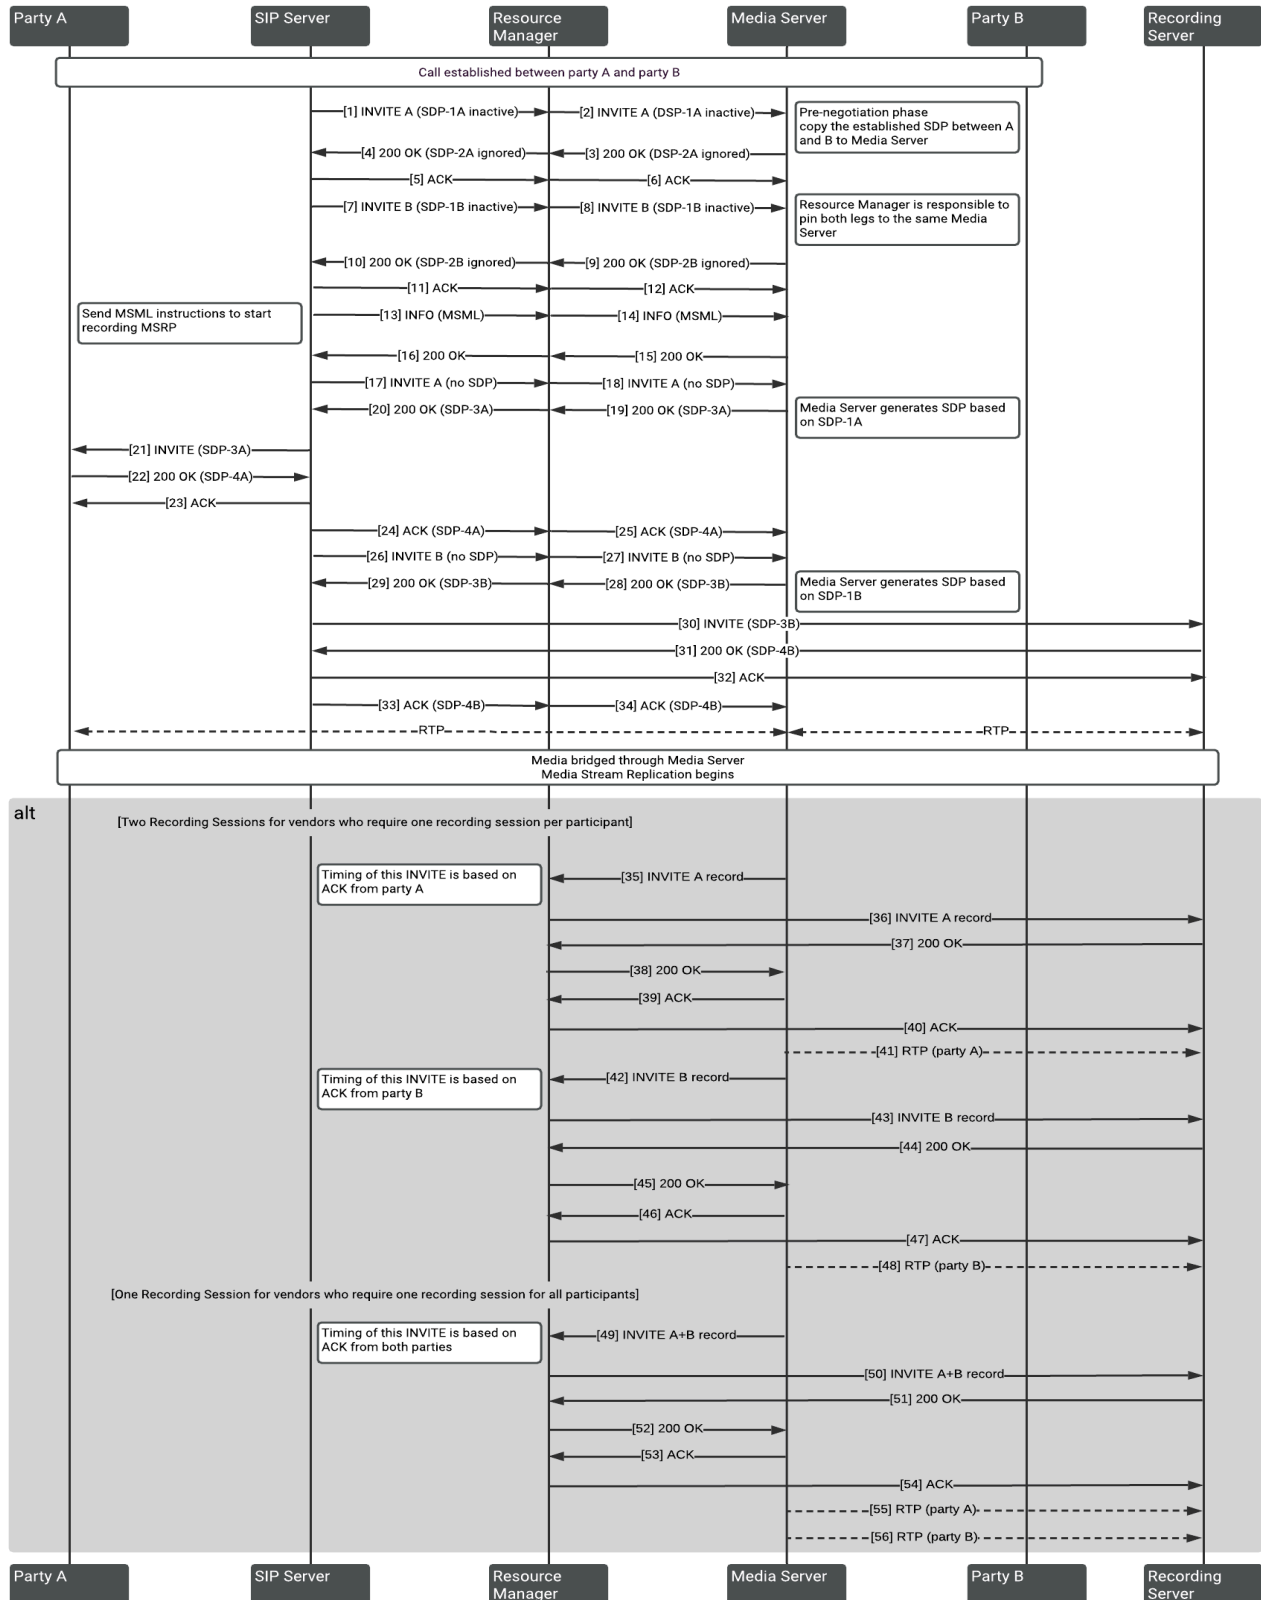 Party A
SIP Server
Resource
Manager
Media Server
Party B
Recording
Server
Call established between party A and party B
[1] INVITE A (SDP-1A inactive)
[2] INVITE A (DSP-1A inactive)
Pre-negotiation phase
copy the established SDP between A
and B to Media Server
[4] 200 OK (SDP-2A ignored)
[3] 200 OK (DSP-2A ignored)
[5] ACK
[6] ACK
[7] INVITE B (SDP-1B inactive)
[8] INVITE B (SDP-1B inactive)
Resource Manager is responsible to
pin both legs to the same Media
Server
[10] 200 OK (SDP-2B ignored)
[9] 200 OK (SDP-2B ignored)
[11] ACK
[12] ACK
Send MSML instructions to start
recording MSRP
[13] INFO (MSML)
[14] INFO (MSML)
[16] 200 OK
[15] 200 OK
[17] INVITE A (no SDP)
[18] INVITE A (no SDP)
[20] 200 OK (SDP-3A)
[19] 200 OK (SDP-3A)
Media Server generates SDP based
on SDP-1A
[21] INVITE (SDP-3A)
[22] 200 OK (SDP-4A)
[23] ACK
[24] ACK (SDP-4A)
[25] ACK (SDP-4A)
[26] INVITE B (no SDP)
[27] INVITE B (no SDP)
[29] 200 OK (SDP-3B)
[28] 200 OK (SDP-3B)
Media Server generates SDP based
on SDP-1B
[30] INVITE (SDP-3B)
[31] 200 OK (SDP-4B)
[32] ACK
[33] ACK (SDP-4B)
[34] ACK (SDP-4B)
RTP
RTP
Media bridged through Media Server
Media Stream Replication begins
alt
[Two Recording Sessions for vendors who require one recording session per participant]
Timing of this INVITE is based on
ACK from party A
[35] INVITE A record
[36] INVITE A record
[37] 200 OK
[38] 200 OK
[39] ACK
[40] ACK
[41] RTP (party A)
Timing of this INVITE is based on
ACK from party B
[42] INVITE B record
[43] INVITE B record
[44] 200 OK
[45] 200 OK
[46] ACK
[47] ACK
[48] RTP (party B)
[One Recording Session for vendors who require one recording session for all participants]
Timing of this INVITE is based on
ACK from both parties
[49] INVITE A+B record
[50] INVITE A+B record
[51] 200 OK
[52] 200 OK
[53] ACK
[54] ACK
[55] RTP (party A)
[56] RTP (party B)
Party A
SIP Server
Resource
Manager
Media Server
Party B
Recording
Server